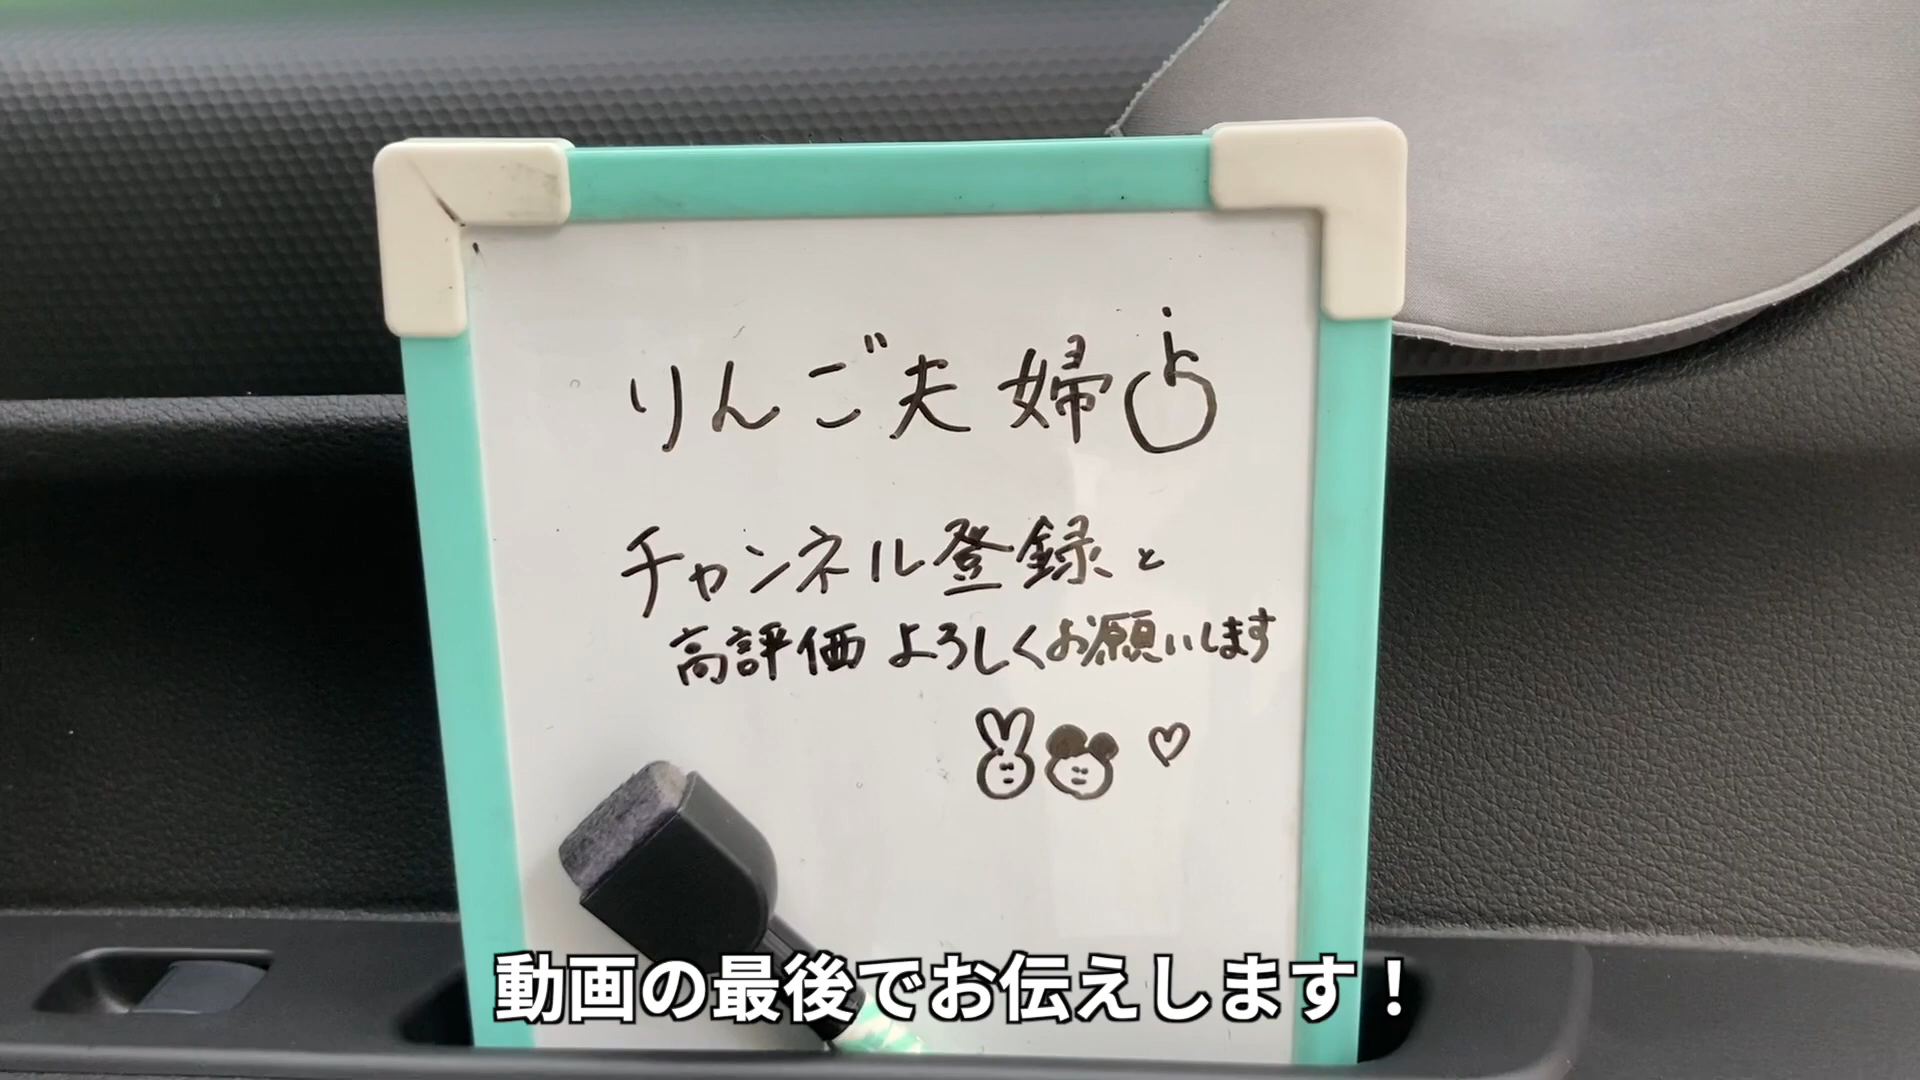 りんご夫婦
チャンネル登録と
高評価よろしくお願いします
動画の最後でお伝えします！